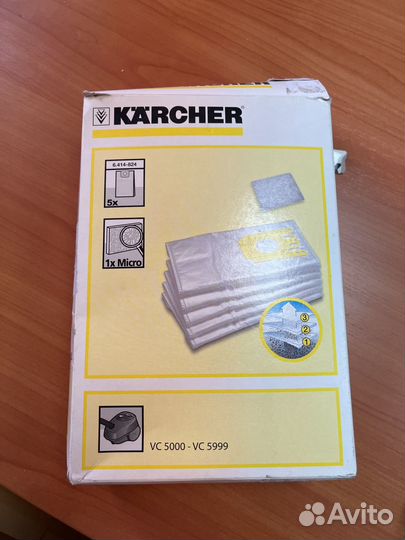 KÄRCHER
6.414-824
5x
1x Micro
3
2
1
VC 5000 - VC 5999
Avito